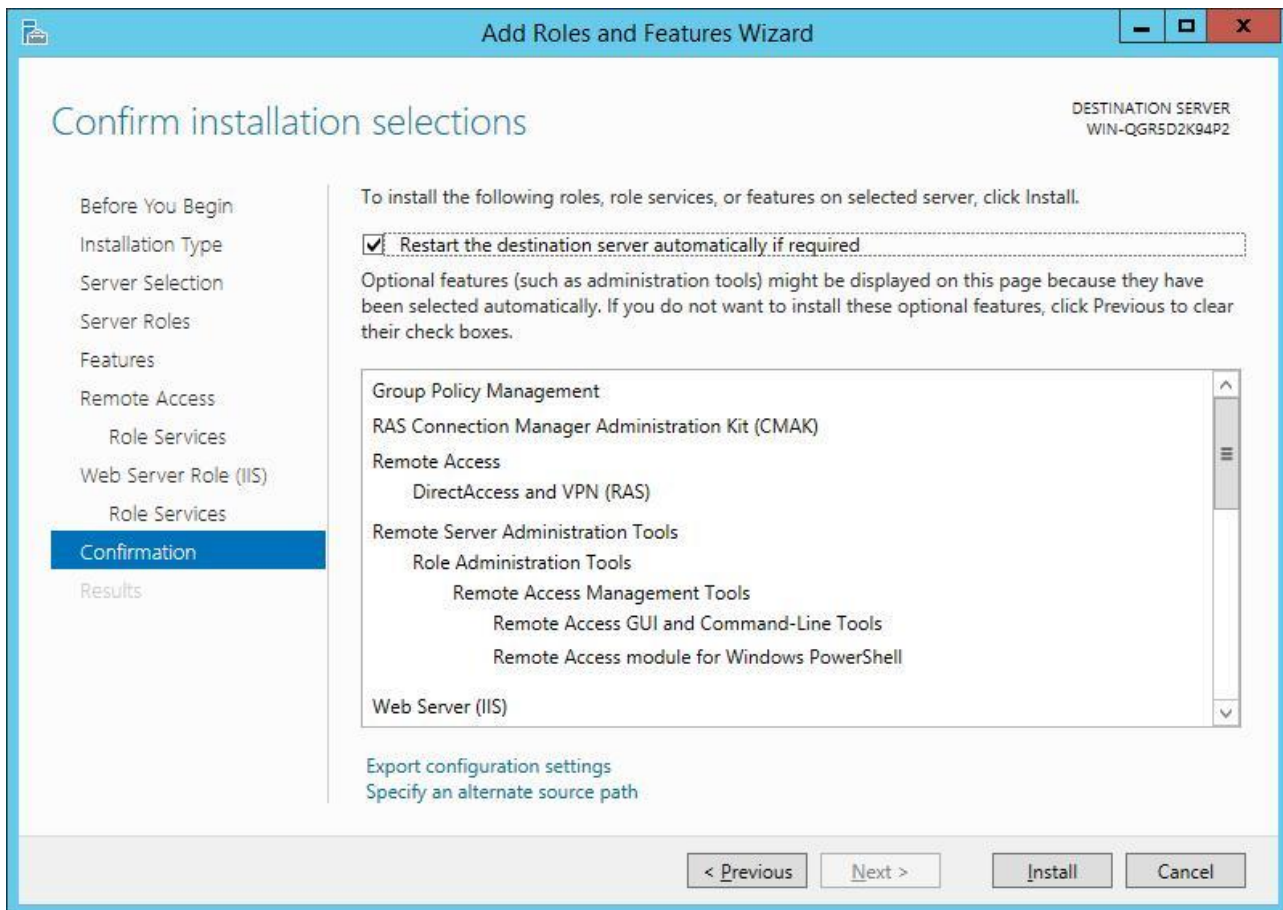 Add Roles and Features Wizard
Confirm installation selections
DESTINATION SERVER
WIN-QGR5D2K94P2
Before You Begin
Installation Type
Server Selection
Server Roles
Features
Remote Access
Role Services
Web Server Role (IIS)
Role Services
Confirmation
Results
To install the following roles, role services, or features on selected server, click Install.
Restart the destination server automatically if required
Optional features (such as administration tools) might be displayed on this page because they have
been selected automatically. If you do not want to install these optional features, click Previous to clear
their check boxes.
Group Policy Management
RAS Connection Manager Administration Kit (CMAK)
Remote Access
DirectAccess and VPN (RAS)
Remote Server Administration Tools
Role Administration Tools
Remote Access Management Tools
Remote Access GUI and Command-Line Tools
Remote Access module for Windows PowerShell
Web Server (IIS)
Export configuration settings
Specify an alternate source path
< Previous
Next >
Install
Cancel